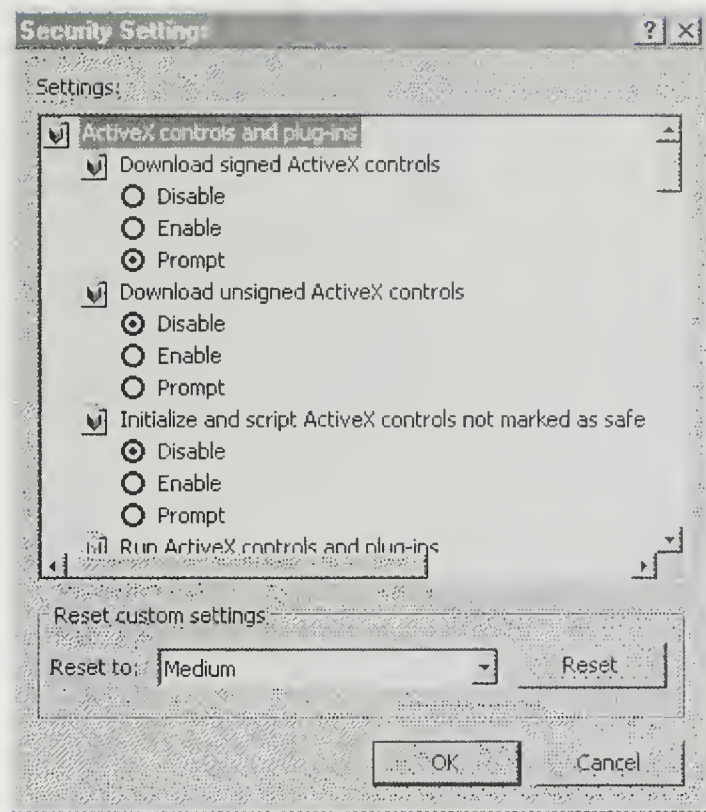 Security Settings
Settings:
ActiveX controls and plug-ins
Download signed ActiveX controls
Disable
Enable
Prompt
Download unsigned ActiveX controls
Disable
Enable
Prompt
Initialize and script ActiveX controls not marked as safe
Disable
Enable
Prompt
Run ActiveX controls and plug-ins
Reset custom settings
Reset to: Medium Reset
OK Cancel